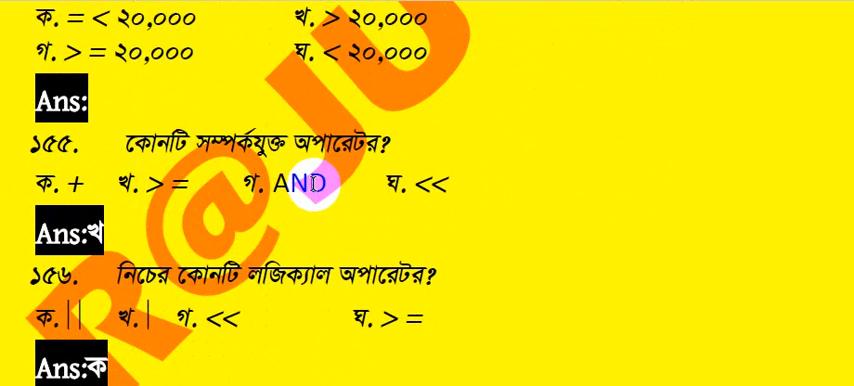 ক. = < ২০,০০০ খ. > ২০,০০০
গ. > = ২০,০০০ ঘ. < ২০,০০০
Ans:
১৫৫. কোনটি সম্পর্কযুক্ত অপারেটর?
ক. + খ. > = গ. AND ঘ. <<
Ans:খ
১৫৬. নিচের কোনটি লজিক্যাল অপারেটর?
ক. || খ. | গ. << ঘ. > =
Ans:ক
R@JU